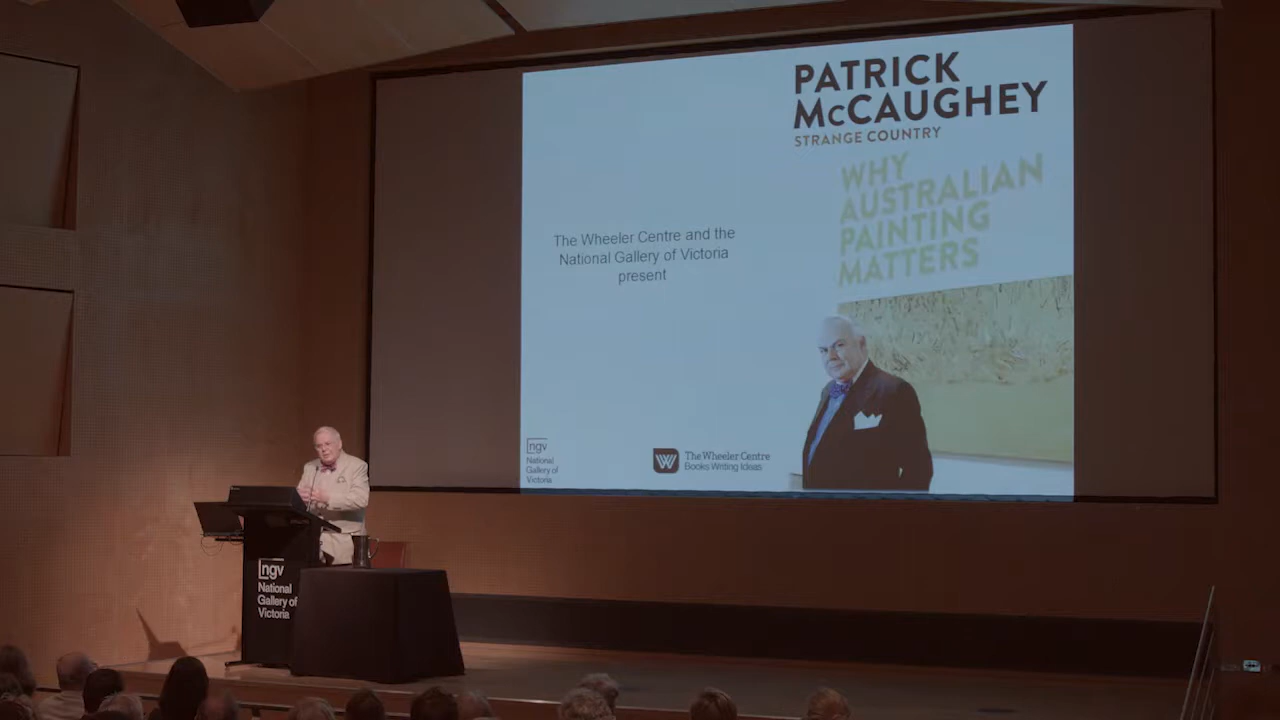 PATRICK
McCAUGHEY
STRANGE COUNTRY
WHY
AUSTRALIAN
PAINTING
MATTERS
The Wheeler Centre and the
National Gallery of Victoria
present
ngv
National
Gallery of
Victoria
W
The Wheeler Centre
Books Writing Ideas
ngv
National
Gallery of
Victoria